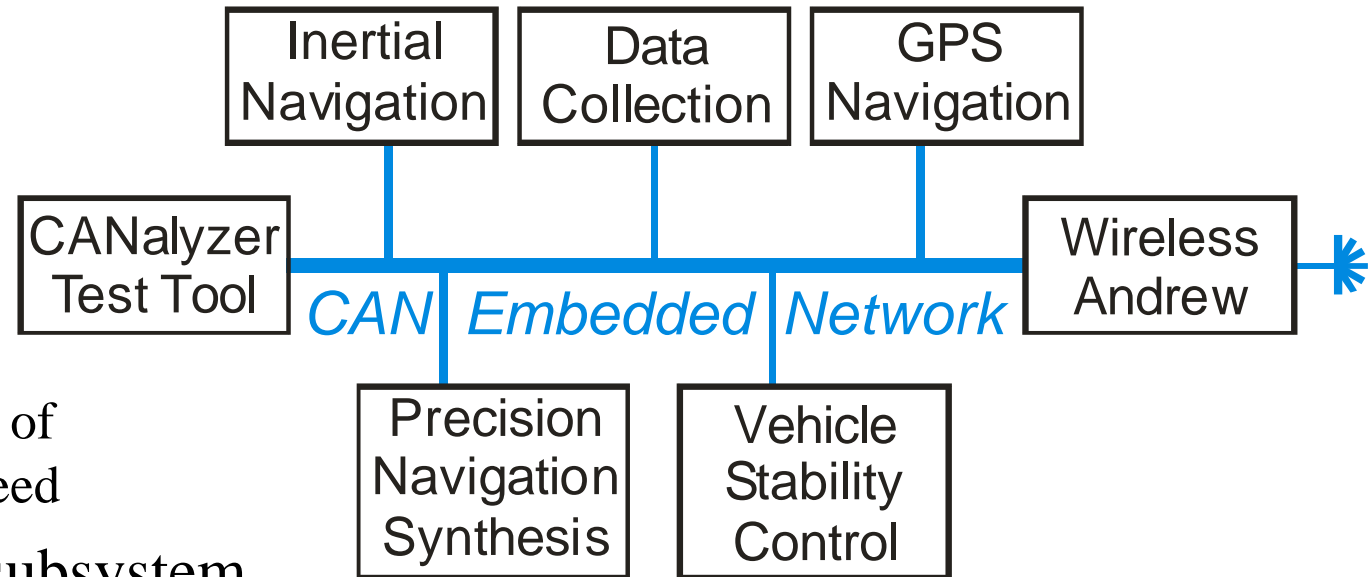 Inertial
Navigation
Data
Collection
GPS
Navigation
CANalyzer
Test Tool
Wireless
Andrew
CAN Embedded Network
Precision
Navigation
Synthesis
Vehicle
Stability
Control
of
eed
subsystem